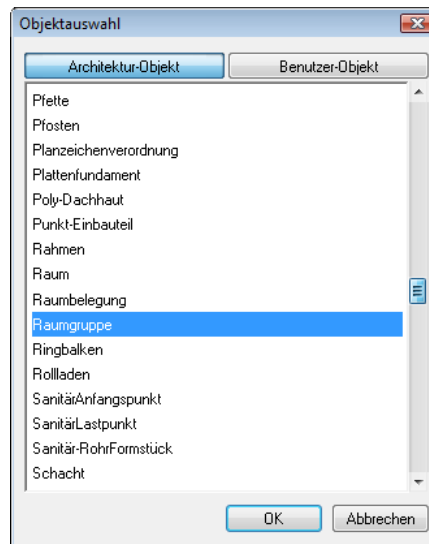 Objektauswahl
Architektur-Objekt Benutzer-Objekt
Pfette
Pfosten
Planzeichenverordnung
Plattenfundament
Poly-Dachhaut
Punkt-Einbauteil
Rahmen
Raum
Raumbelegung
Raumgruppe
Ringbalken
Rollladen
SanitärAnfangspunkt
SanitärLastpunkt
Sanitär-RohrFormstück
Schacht
OK Abbrechen